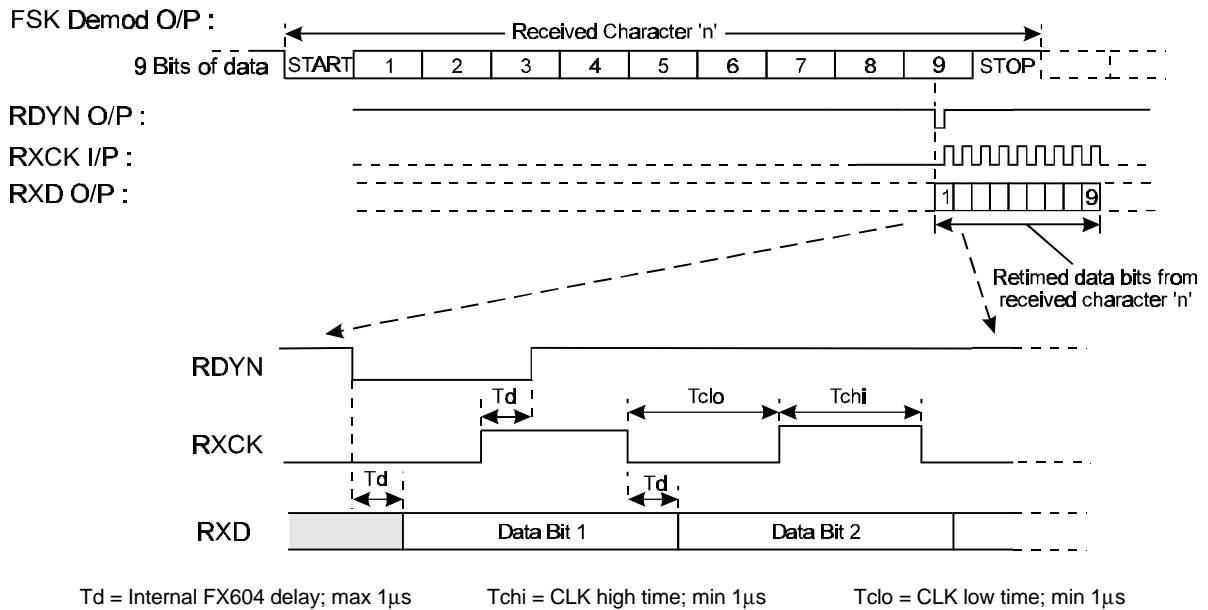 FSK Demod O/P :
Received Character 'n'
9 Bits of data START 1 2 3 4 5 6 7 8 9 STOP
RDYN O/P :
RXCK I/P :
RXD O/P : 1 9
Retimed data bits from
received character 'n'
RDYN
Td Tclo Tchi
RXCK
Td Td
RXD Data Bit 1 Data Bit 2
Td = Internal FX604 delay; max 1μs Tchi = CLK high time; min 1μs Tclo = CLK low time; min 1μs